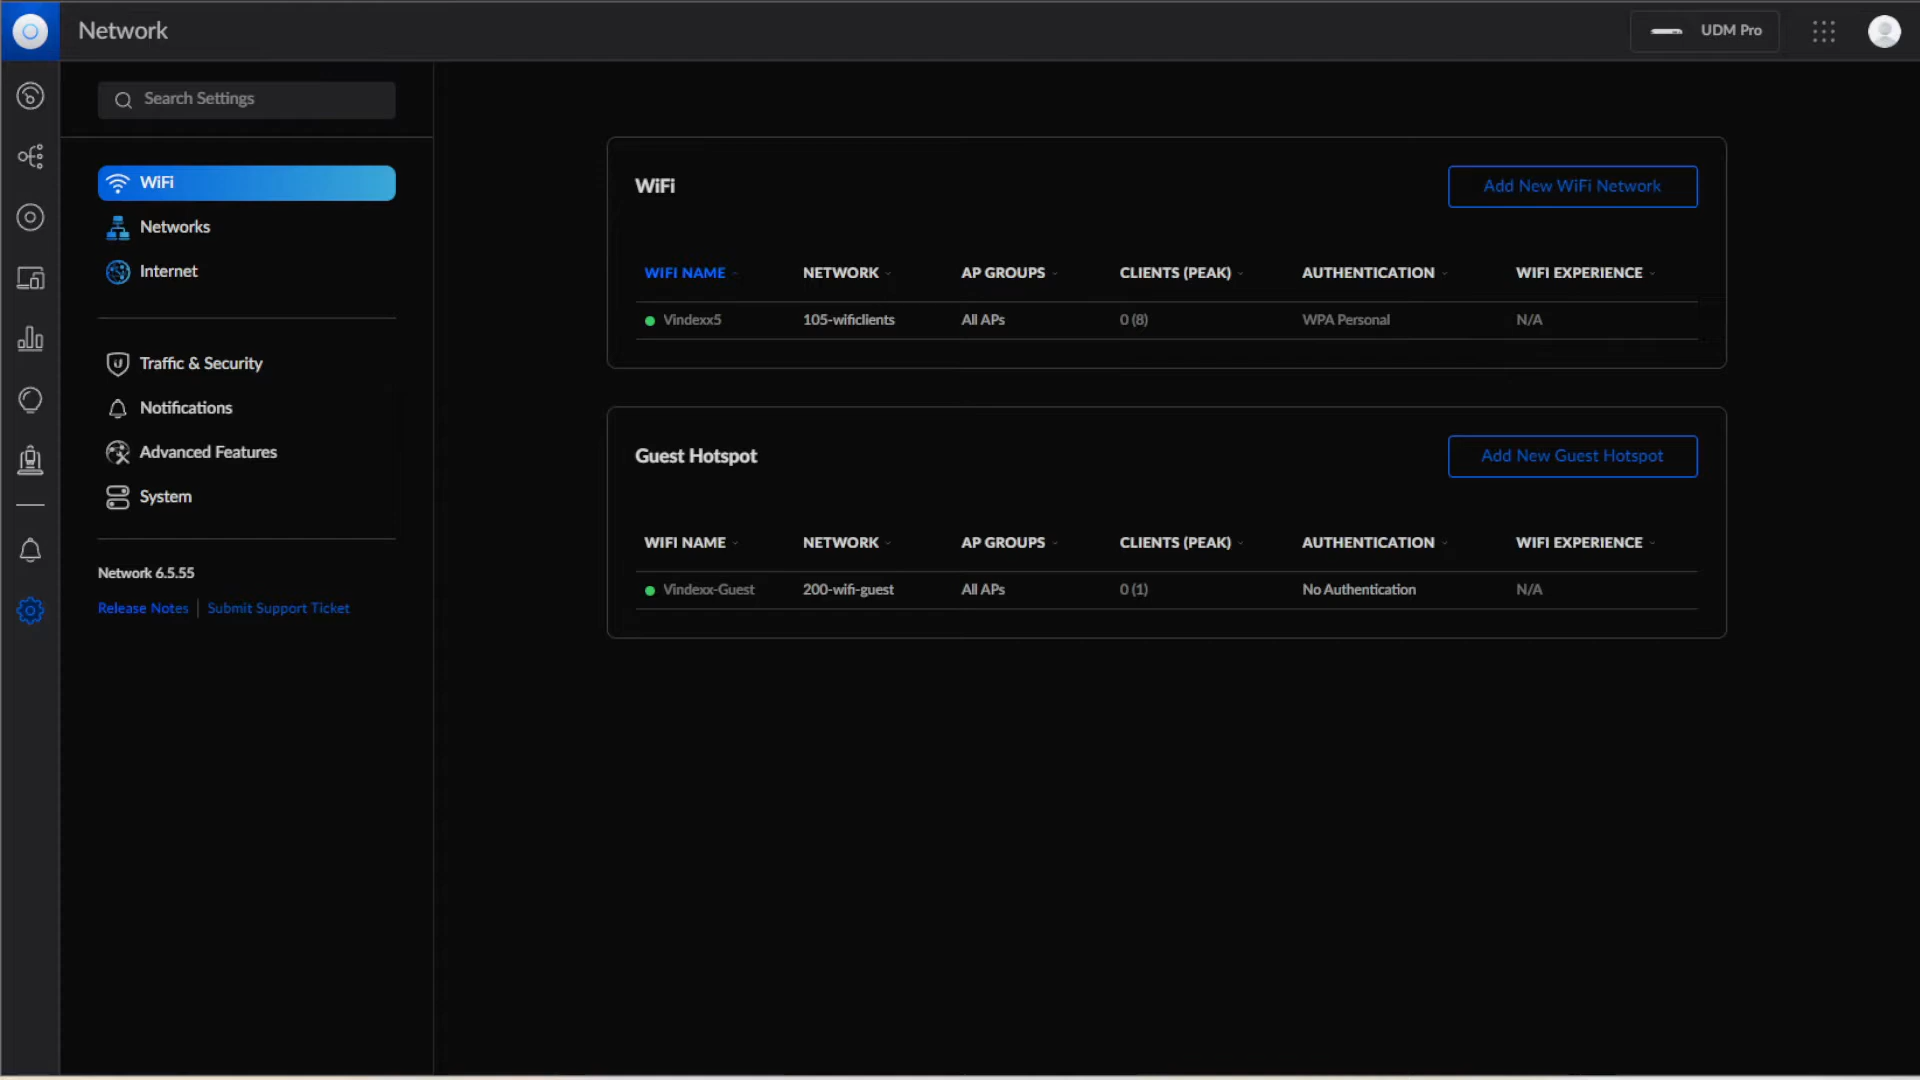 Network
UDM Pro
Search Settings
WiFi
Networks
Internet
Traffic & Security
Notifications
Advanced Features
System
Network 6.5.55
Release Notes | Submit Support Ticket
WiFi
Add New WiFi Network
WIFI NAME NETWORK AP GROUPS CLIENTS (PEAK) AUTHENTICATION WIFI EXPERIENCE
Vindexx5 105-wificlients All APs 0 (8) WPA Personal N/A
Guest Hotspot
Add New Guest Hotspot
WIFI NAME NETWORK AP GROUPS CLIENTS (PEAK) AUTHENTICATION WIFI EXPERIENCE
Vindexx-Guest 200-wifi-guest All APs 0 (1) No Authentication N/A